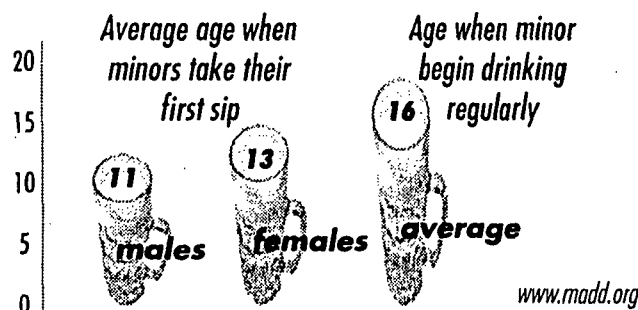 Average age when
minors take their
first sip
Age when minor
begin drinking
regularly
20
15
10
5
0
11
males
13
females
16
average
www.madd.org